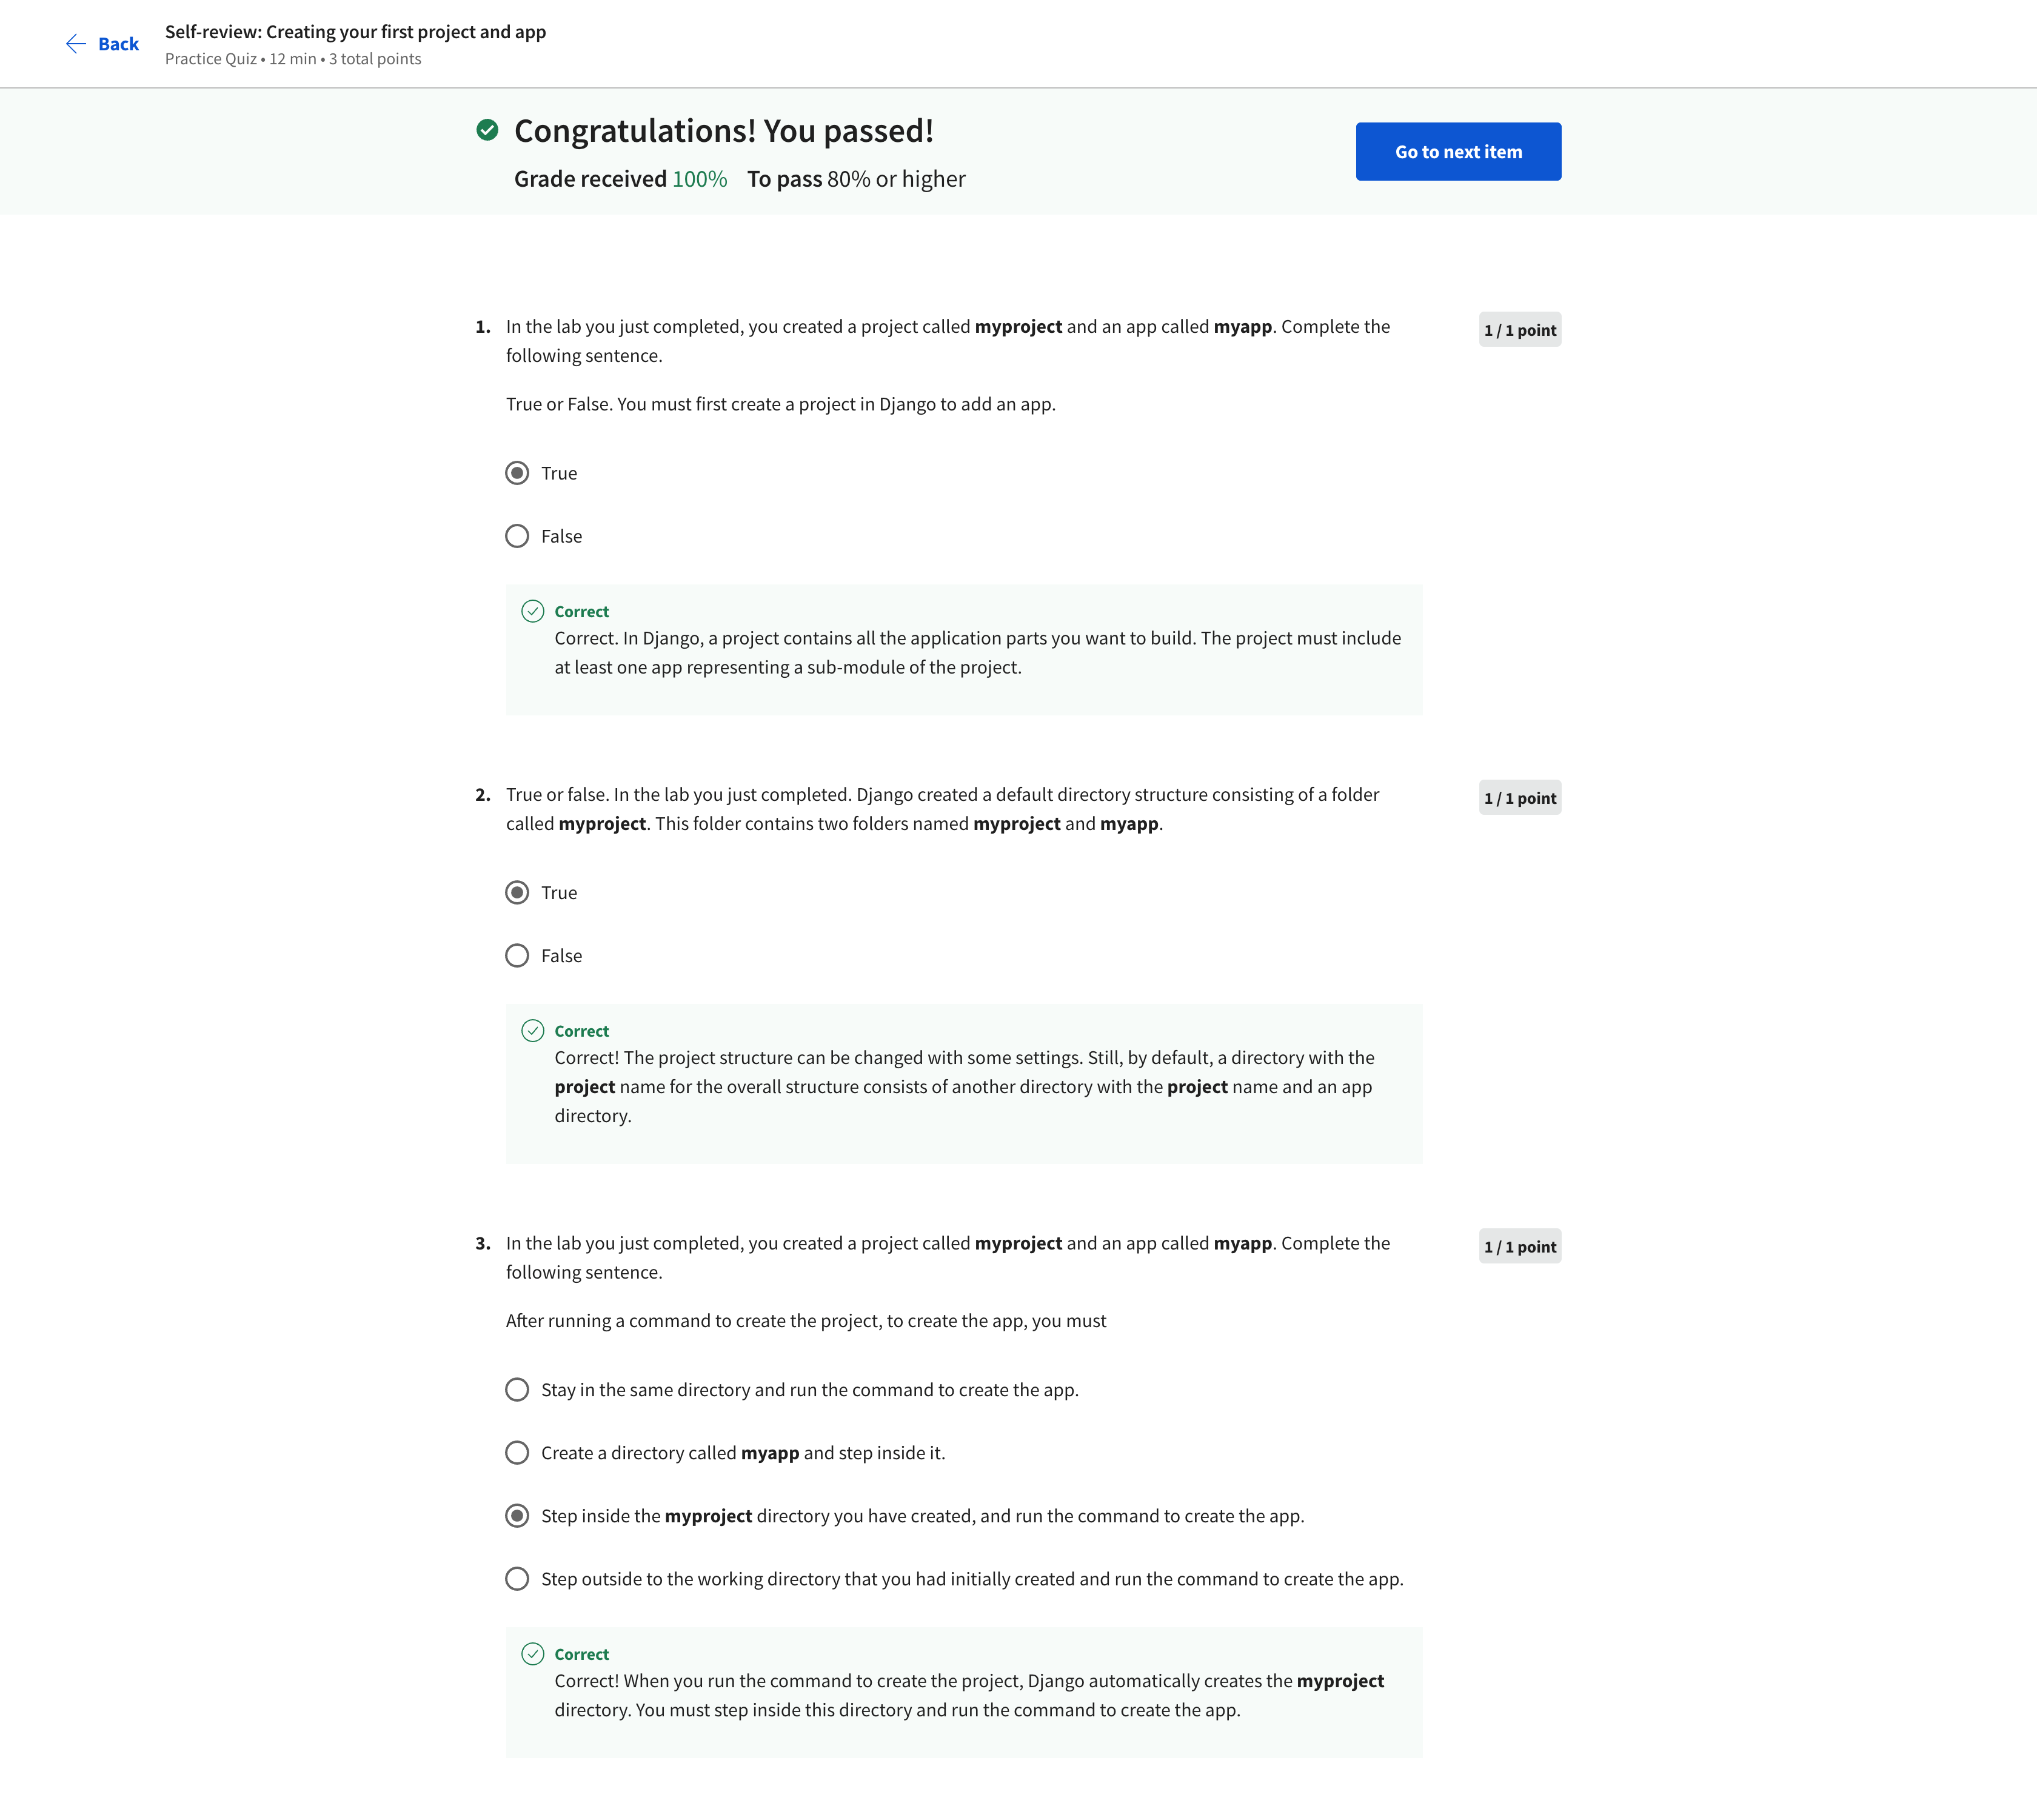 Back
Self-review: Creating your first project and app
Practice Quiz • 12 min • 3 total points
Congratulations! You passed!
Grade received 100% To pass 80% or higher
Go to next item
1. In the lab you just completed, you created a project called myproject and an app called myapp. Complete the
following sentence.
1 / 1 point
True or False. You must first create a project in Django to add an app.
True
False
Correct
Correct. In Django, a project contains all the application parts you want to build. The project must include
at least one app representing a sub-module of the project.
2. True or false. In the lab you just completed. Django created a default directory structure consisting of a folder
called myproject. This folder contains two folders named myproject and myapp.
1 / 1 point
True
False
Correct
Correct! The project structure can be changed with some settings. Still, by default, a directory with the
project name for the overall structure consists of another directory with the project name and an app
directory.
3. In the lab you just completed, you created a project called myproject and an app called myapp. Complete the
following sentence.
1 / 1 point
After running a command to create the project, to create the app, you must
Stay in the same directory and run the command to create the app.
Create a directory called myapp and step inside it.
Step inside the myproject directory you have created, and run the command to create the app.
Step outside to the working directory that you had initially created and run the command to create the app.
Correct
Correct! When you run the command to create the project, Django automatically creates the myproject
directory. You must step inside this directory and run the command to create the app.